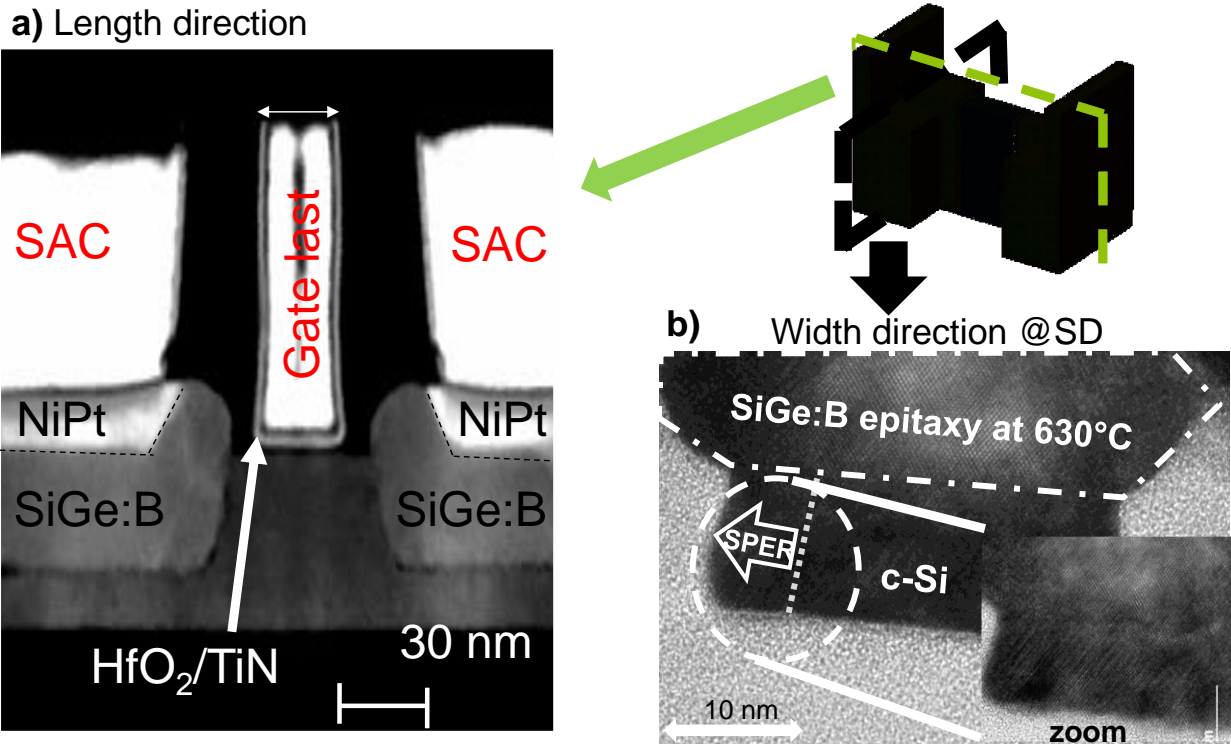 a) Length direction
SAC
Gate last
SAC
NiPt
NiPt
SiGe:B
SiGe:B
HfO₂/TiN
30 nm
b) Width direction @SD
SiGe:B epitaxy at 630°C
SPER
c-Si
10 nm
zoom